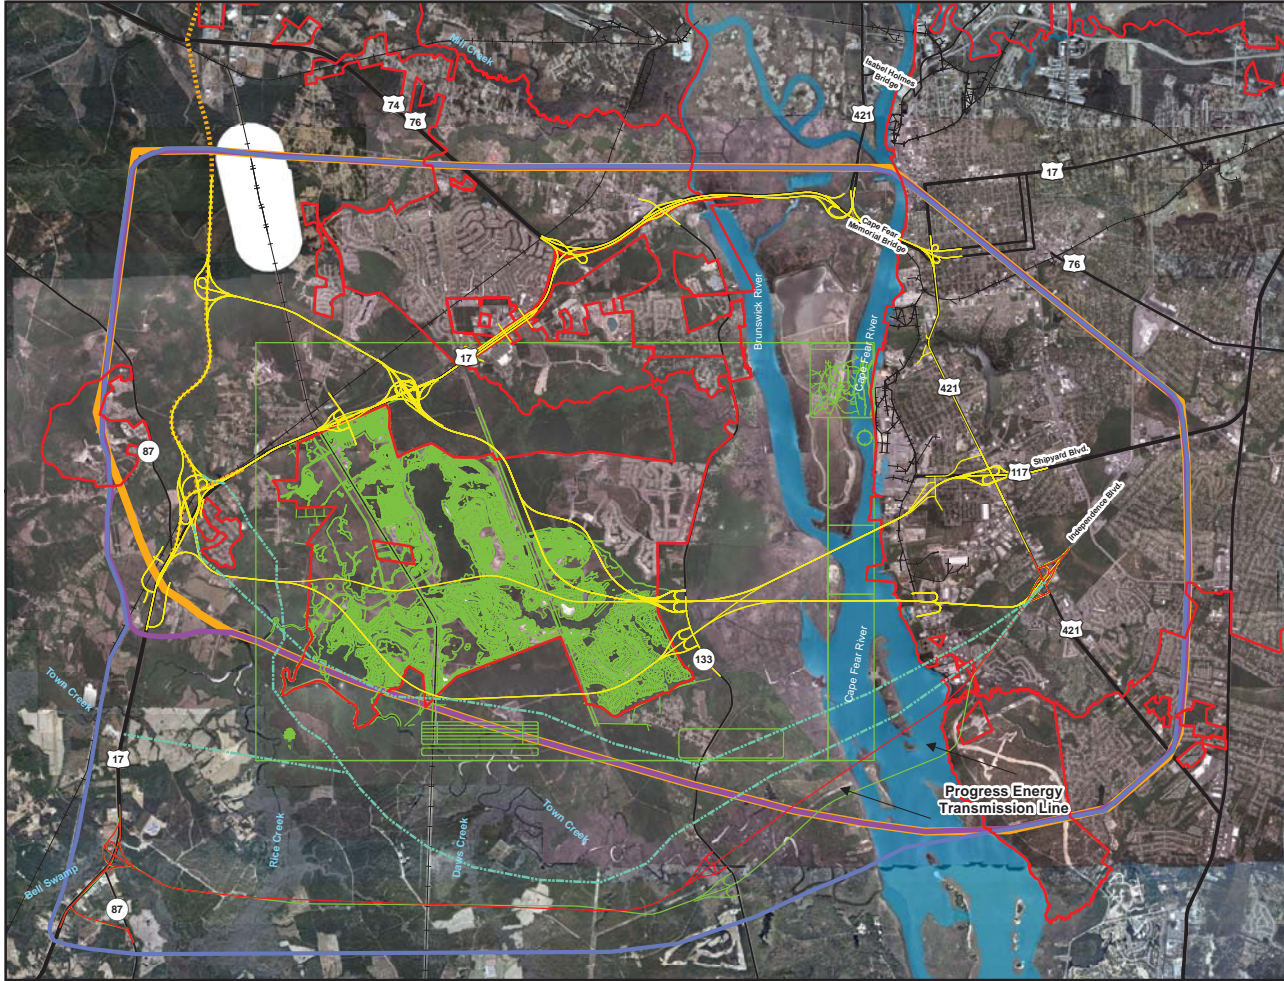 Mill Creek
Isabel Holmes
Bridge
74
76
421
17
Cape Fear
Memorial Bridge
76
Brunswick River
Cape Fear River
17
421
87
Shipyard Blvd.
117
Independence Blvd.
421
133
Cape Fear River
Town Creek
17
Progress Energy
Transmission Line
Town Creek
Rice Creek
Daws Creek
Bell Swamp
87